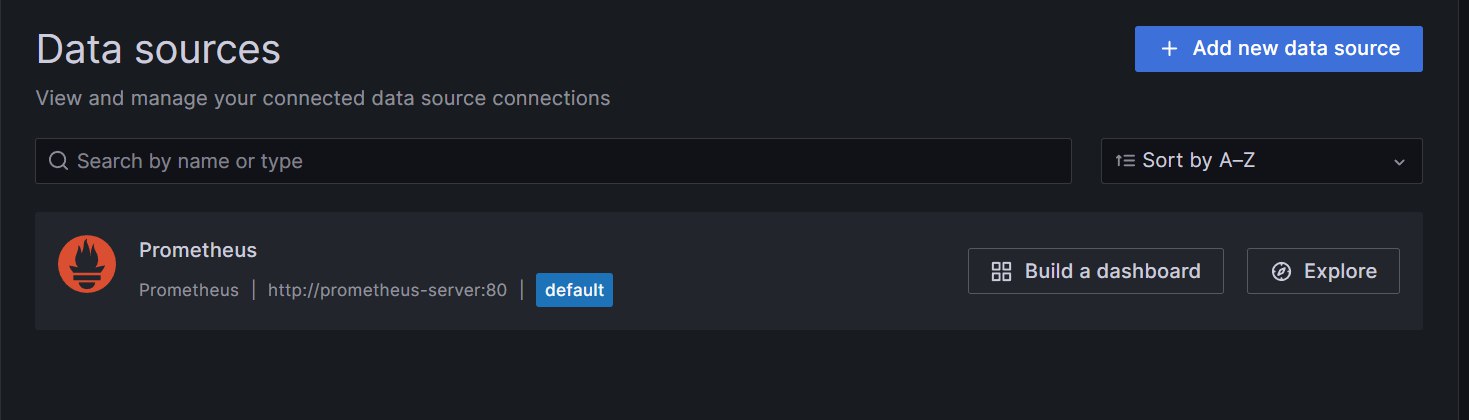 Data sources
+ Add new data source
View and manage your connected data source connections
Search by name or type
Sort by A–Z
Prometheus
Prometheus | http://prometheus-server:80 | default
Build a dashboard
Explore